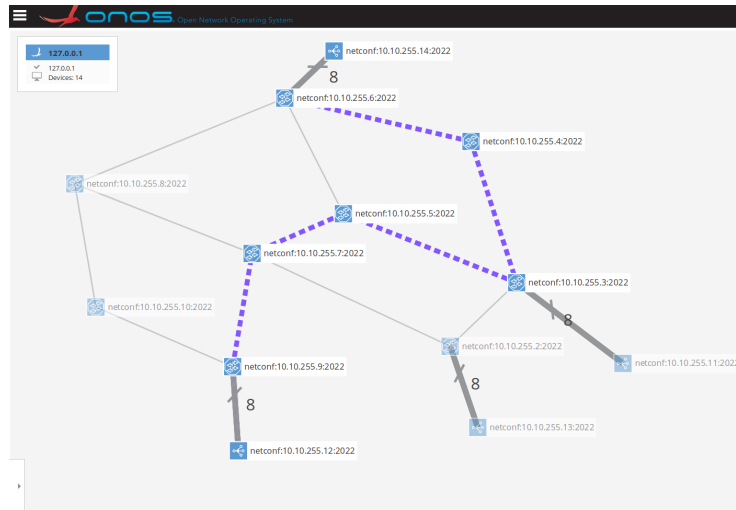 onos Open Network Operating System
127.0.0.1
127.0.0.1
Devices: 14
netconf:10.10.255.14:2022
8
netconf:10.10.255.6:2022
netconf:10.10.255.4:2022
netconf:10.10.255.8:2022
netconf:10.10.255.5:2022
netconf:10.10.255.7:2022
netconf:10.10.255.3:2022
netconf:10.10.255.10:2022
8
netconf:10.10.255.2:2022
netconf:10.10.255.11:202
netconf:10.10.255.9:2022
8
8
netconf:10.10.255.13:2022
netconf:10.10.255.12:2022